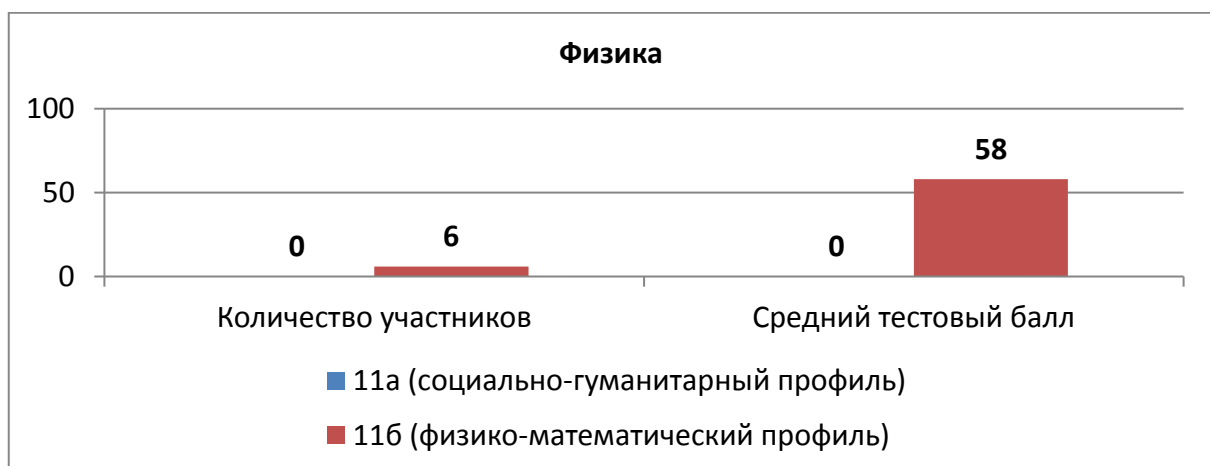 Физика
100
50
0
0
6
0
58
Количество участников
Средний тестовый балл
11а (социально-гуманитарный профиль)
11б (физико-математический профиль)